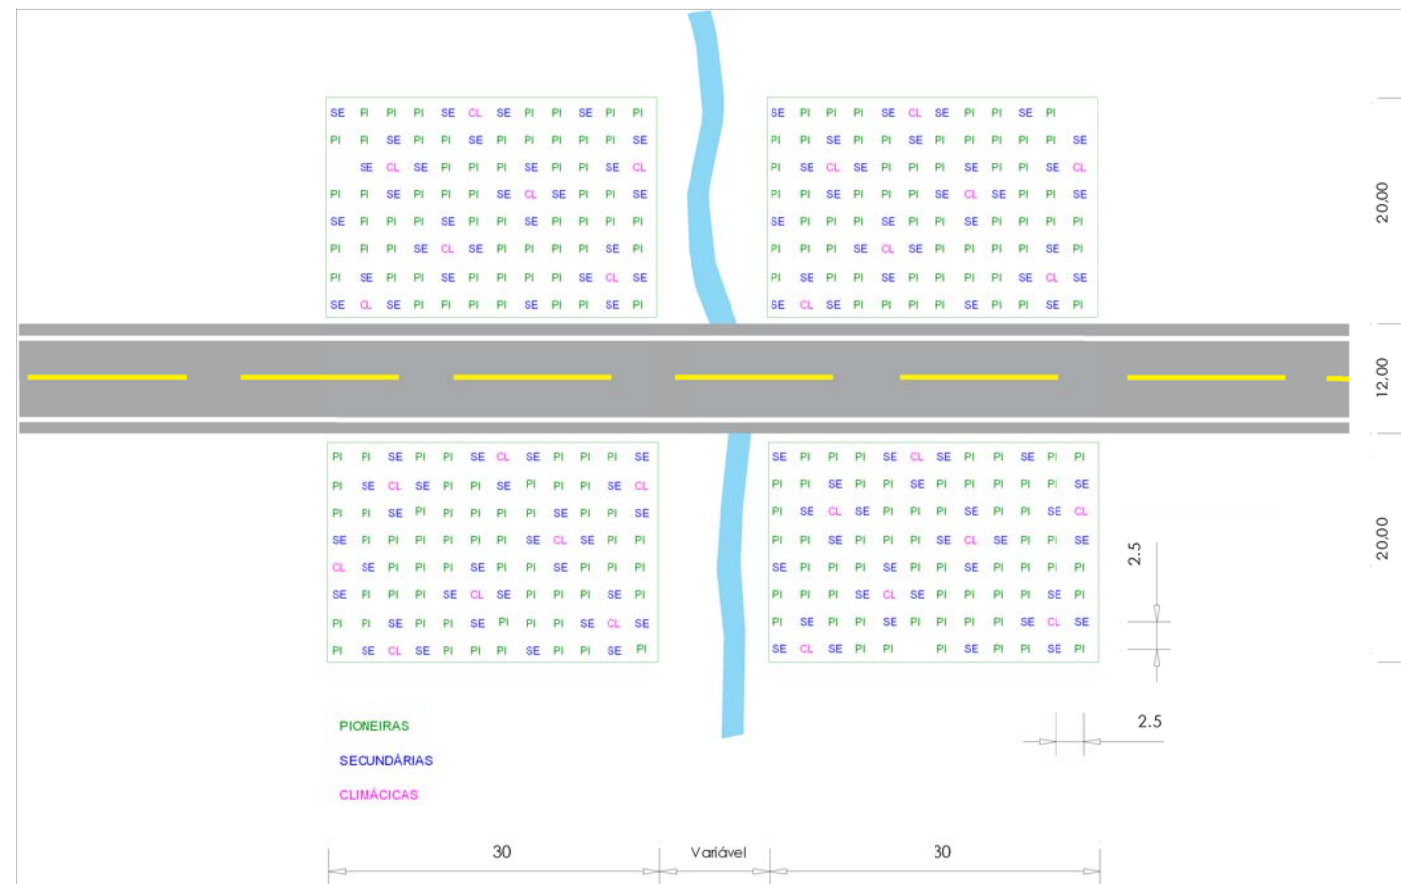 SE PI PI PI SE CL SE PI PI SE PI PI
PI PI SE PI PI SE PI PI PI PI PI SE
SE CL SE PI PI PI SE PI PI SE CL
PI PI SE PI PI PI SE CL SE PI PI SE
SE PI PI PI SE PI PI SE PI PI PI PI
PI PI PI SE CL SE PI PI PI PI SE PI
PI SE PI PI SE PI PI PI PI SE CL SE
SE CL SE PI PI PI PI SE PI PI SE PI
SE PI PI PI SE CL SE PI PI SE PI
PI PI SE PI PI SE PI PI PI PI PI SE
PI SE CL SE PI PI PI SE PI PI SE CL
PI PI SE PI PI PI SE CL SE PI PI SE
SE PI PI PI SE PI PI SE PI PI PI PI
PI PI PI SE CL SE PI PI PI PI SE PI
PI SE PI PI SE PI PI PI PI SE CL SE
SE CL SE PI PI PI PI SE PI PI SE PI
20,00
12,00
PI PI SE PI PI SE CL SE PI PI PI SE
PI SE CL SE PI PI SE PI PI PI SE CL
PI PI SE PI PI PI PI PI SE PI PI SE
SE PI PI PI PI PI PI SE CL SE PI PI
CL SE PI PI PI SE PI PI SE PI PI PI
SE PI PI PI SE CL SE PI PI PI SE PI
PI PI SE PI PI SE PI PI PI SE CL SE
PI SE CL SE PI PI PI SE PI PI SE PI
SE PI PI PI SE CL SE PI PI SE PI PI
PI PI SE PI PI SE PI PI PI PI PI SE
PI SE CL SE PI PI PI SE PI PI SE CL
PI PI SE PI PI PI PI CL SE PI PI SE
SE PI PI PI SE PI PI SE PI PI PI PI
PI PI PI SE CL SE PI PI PI PI SE PI
PI SE PI PI SE PI PI PI PI SE CL SE
SE CL SE PI PI PI SE PI PI SE PI
20,00
2.5
2.5
PIONEIRAS
SECUNDÁRIAS
CLIMÁCICAS
30
Variável
30